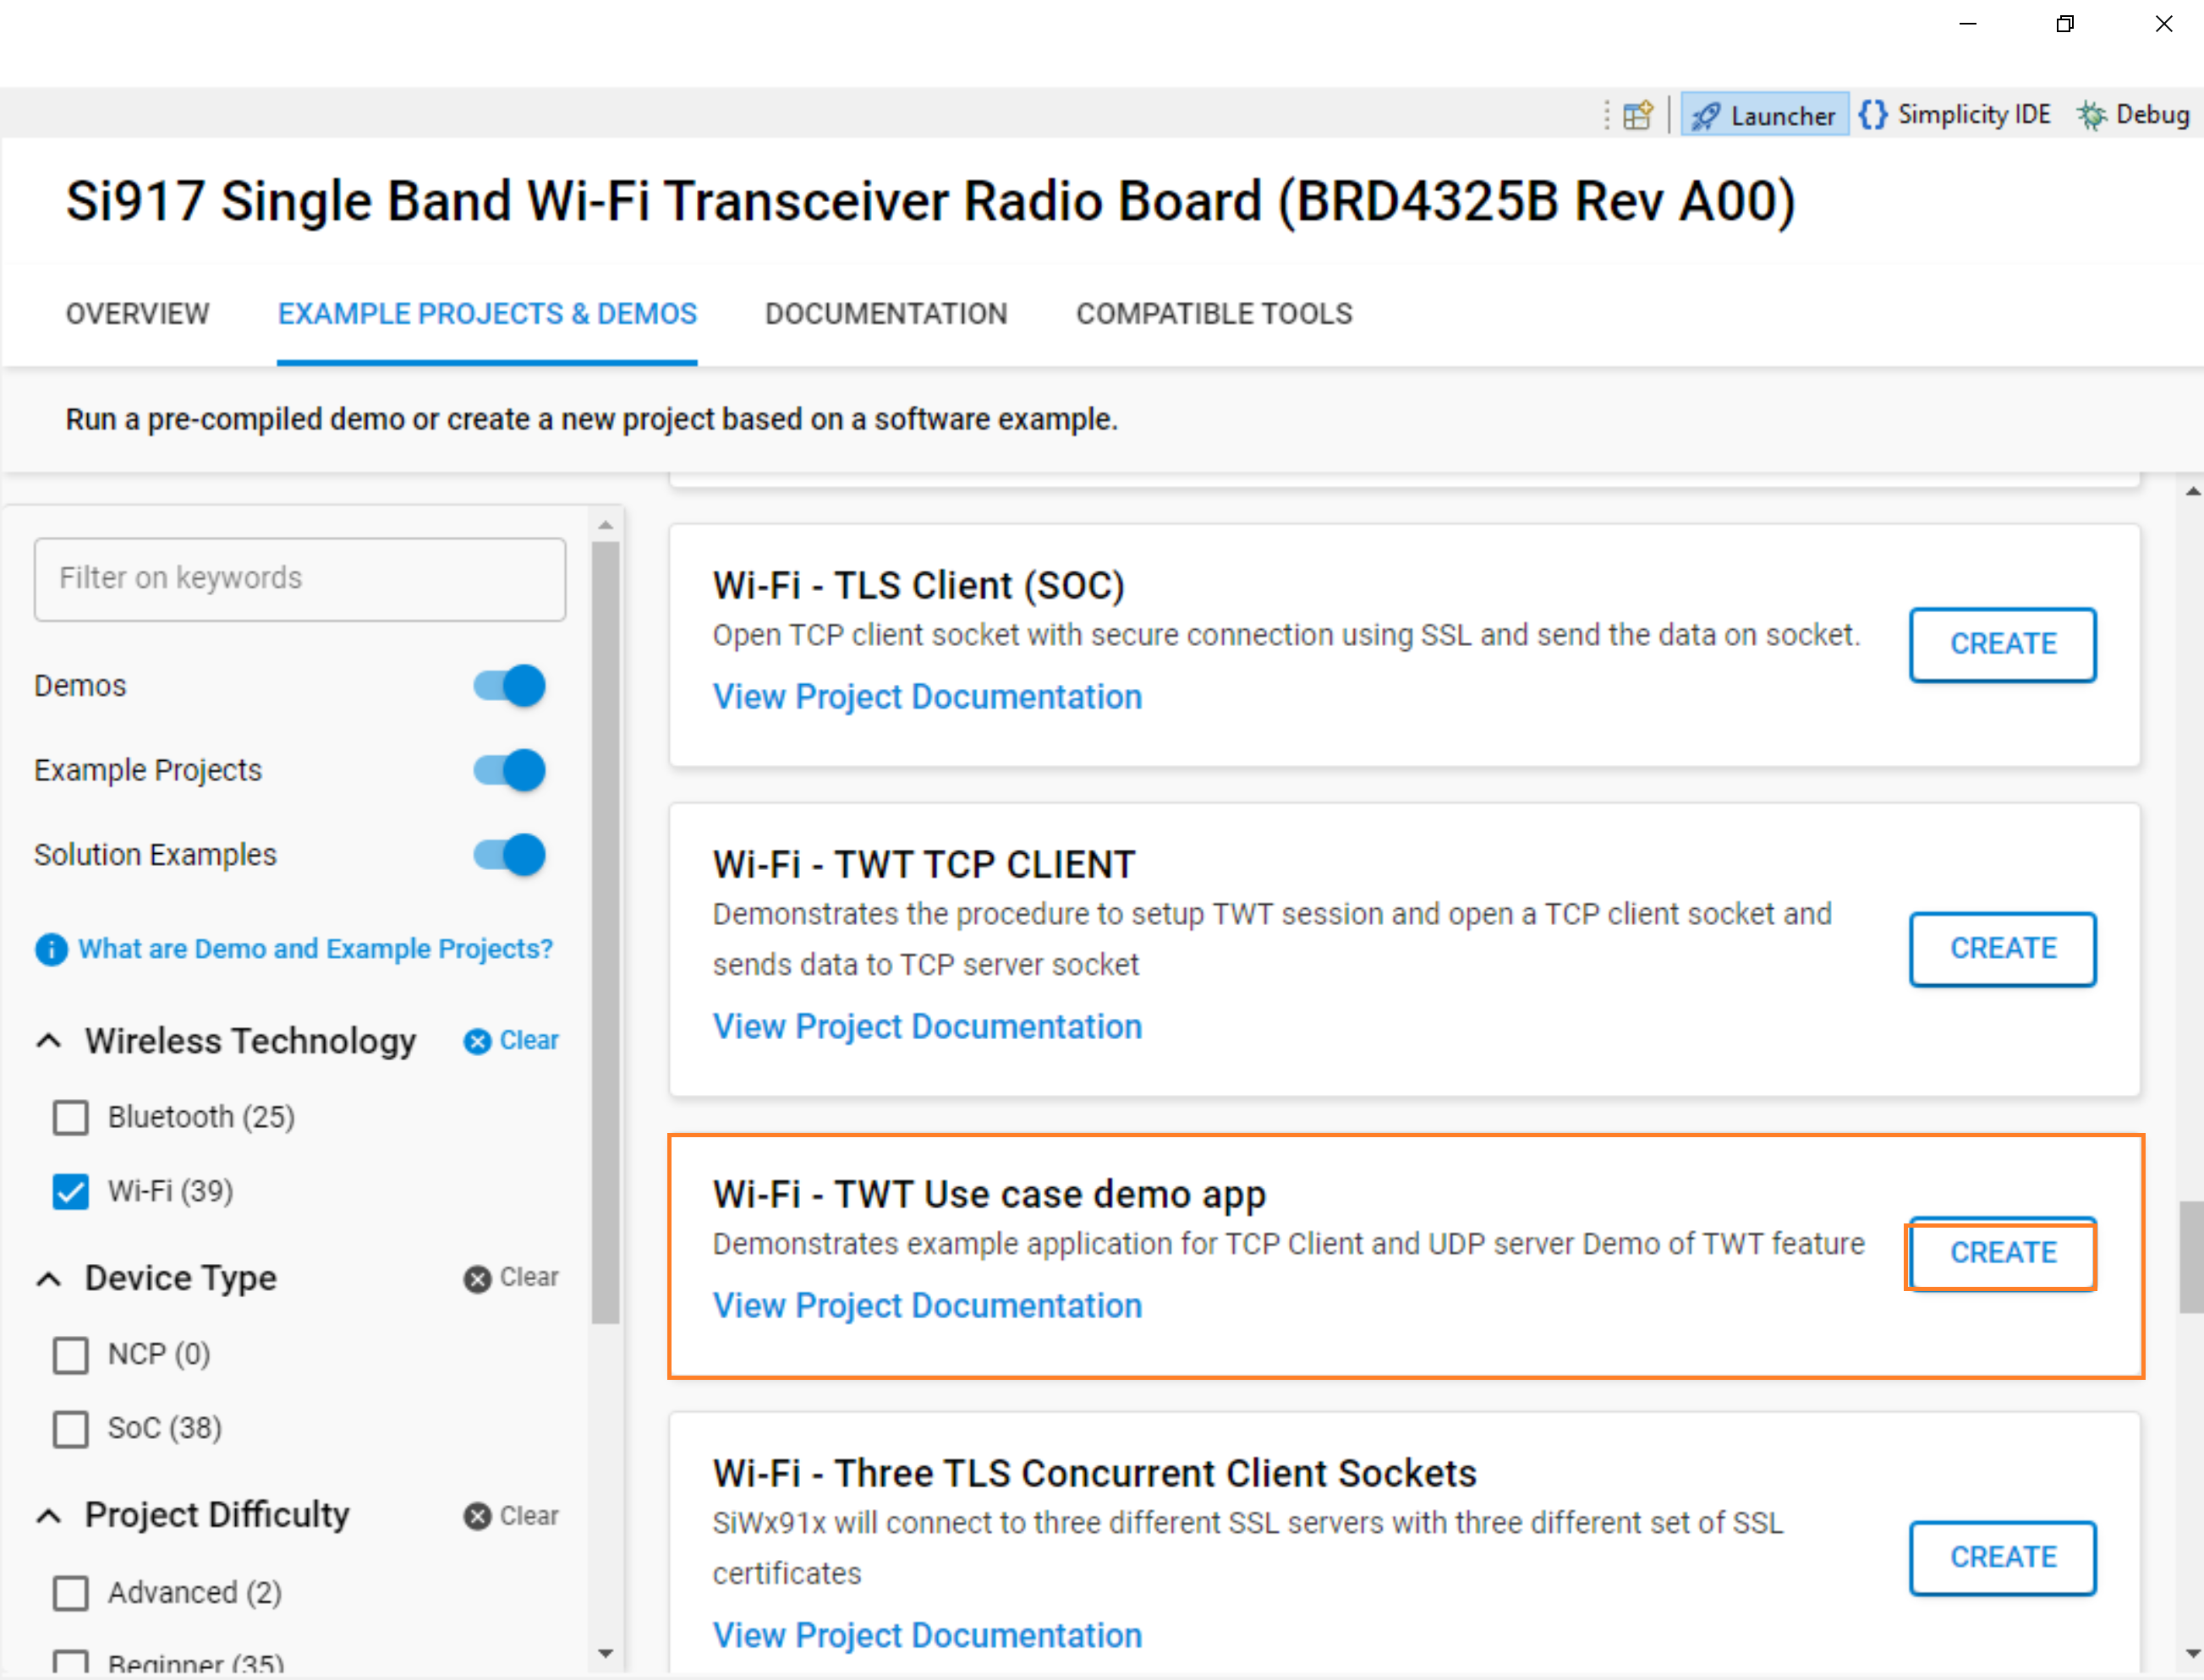 Launcher
Simplicity IDE
Debug
Si917 Single Band Wi-Fi Transceiver Radio Board (BRD4325B Rev A00)
OVERVIEW
EXAMPLE PROJECTS & DEMOS
DOCUMENTATION
COMPATIBLE TOOLS
Run a pre-compiled demo or create a new project based on a software example.
Filter on keywords
Demos
Example Projects
Solution Examples
What are Demo and Example Projects?
Wireless Technology
Clear
Bluetooth (25)
Wi-Fi (39)
Device Type
Clear
NCP (0)
SoC (38)
Project Difficulty
Clear
Advanced (2)
Beginner (35)
Wi-Fi - TLS Client (SOC)
Open TCP client socket with secure connection using SSL and send the data on socket.
View Project Documentation
CREATE
Wi-Fi - TWT TCP CLIENT
Demonstrates the procedure to setup TWT session and open a TCP client socket and
sends data to TCP server socket
View Project Documentation
CREATE
Wi-Fi - TWT Use case demo app
Demonstrates example application for TCP Client and UDP server Demo of TWT feature
View Project Documentation
CREATE
Wi-Fi - Three TLS Concurrent Client Sockets
SiWx91x will connect to three different SSL servers with three different set of SSL
certificates
View Project Documentation
CREATE